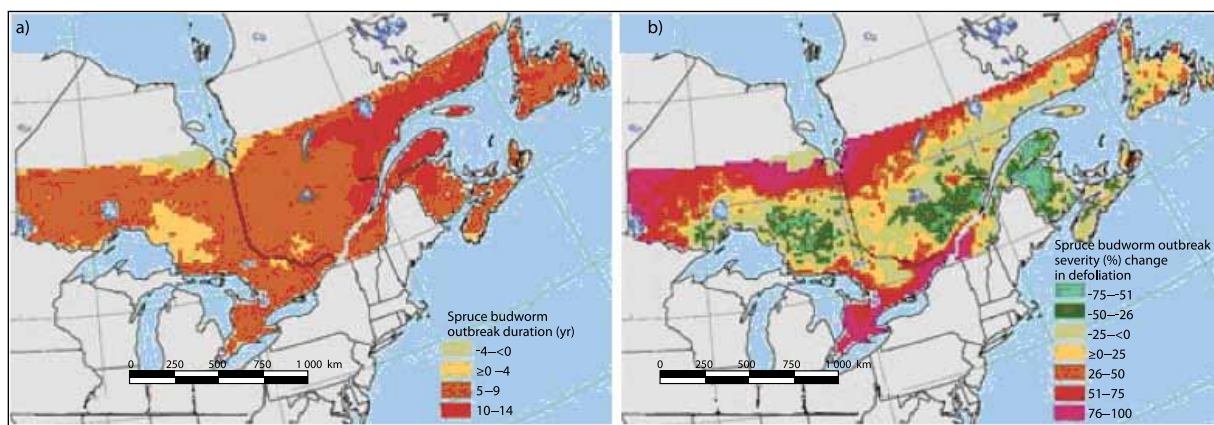 a)
Spruce budworm
outbreak duration (yr)
-4–<0
≥0 –4
5–9
10–14
0 250 500 750 1 000 km
b)
Spruce budworm outbreak
severity (%) change
in defoliation
-75–-51
-50–-26
-25–<0
≥0–25
26–50
51–75
76–100
0 250 500 750 1 000 km